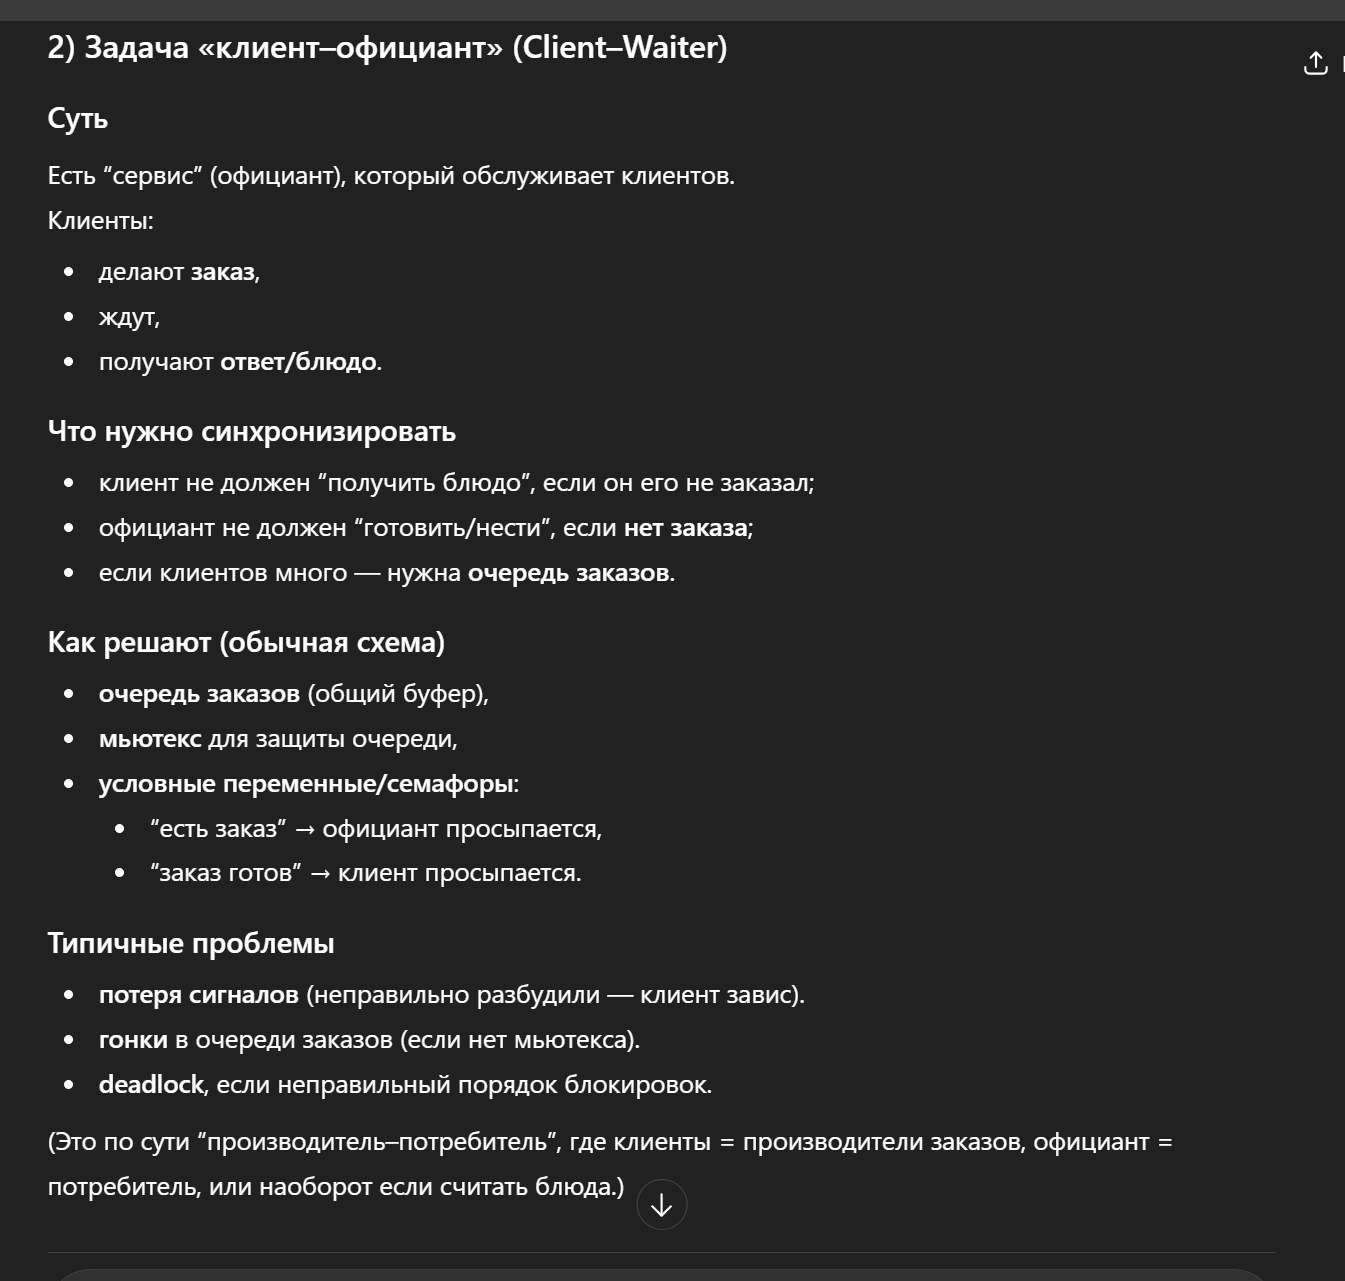 2) Задача «клиент–официант» (Client–Waiter)
Суть
Есть “сервис” (официант), который обслуживает клиентов.
Клиенты:
• делают заказ,
• ждут,
• получают ответ/блюдо.
Что нужно синхронизировать
• клиент не должен “получить блюдо”, если он его не заказал;
• официант не должен “готовить/нести”, если нет заказа;
• если клиентов много — нужна очередь заказов.
Как решают (обычная схема)
• очередь заказов (общий буфер),
• мьютекс для защиты очереди,
• условные переменные/семафоры:
• “есть заказ” → официант просыпается,
• “заказ готов” → клиент просыпается.
Типичные проблемы
• потеря сигналов (неправильно разбудили — клиент завис).
• гонки в очереди заказов (если нет мьютекса).
• deadlock, если неправильный порядок блокировок.
(Это по сути “производитель–потребитель”, где клиенты = производители заказов, официант =
потребитель, или наоборот если считать блюда.)